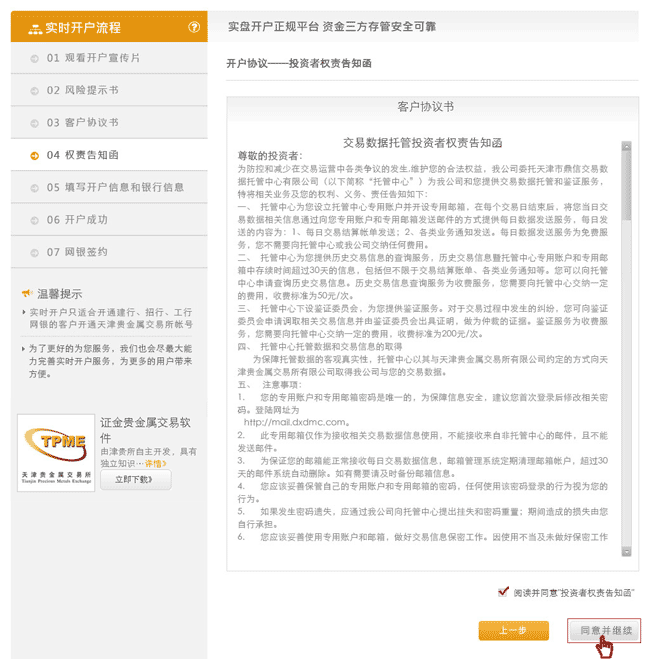 实时开户流程
?
01 观看开户宣传片
02 风险提示书
03 客户协议书
04 权责告知函
05 填写开户信息和银行信息
06 开户成功
07 网银签约
温馨提示
实时开户只适合开通建行、招行、工行
网银的客户开通天津贵金属交易所帐号
为了更好的为您服务，我们也会尽最大能
力完善实时开户服务，为更多的用户带来
方便。
TPME
天津贵金属交易所
Tianjin Precious Metals Exchange
证金贵金属交易软
件
由津贵所自主开发，具有
独立知识…详情》
立即下载》
实盘开户正规平台 资金三方存管安全可靠
开户协议——投资者权责告知函
客户协议书
交易数据托管投资者权责告知函
尊敬的投资者：
为防控和减少在交易运营中各类争议的发生,维护您的合法权益，我公司委托天津市鼎信交易数
据托管中心有限公司（以下简称“托管中心”）为我公司和您提供交易数据托管和鉴证服务，
特将相关业务及您的权利、义务、责任告知如下：
一、 托管中心为您设立托管中心专用账户并开设专用邮箱，在每个交易日结束后，将您当日交
易数据相关信息通过向您专用账户和专用邮箱发送邮件的方式提供每日数据发送服务，每日发
送的内容为：1、每日交易结算帐单发送；2、各类业务通知发送。每日数据发送服务为免费服
务，您不需要向托管中心或我公司交纳任何费用。
二、 托管中心为您提供历史交易信息的查询服务，历史交易信息暨托管中心专用账户和专用邮
箱中存续时间超过30天的信息，包括但不限于交易结算账单、各类业务通知等。您可以向托管中
心申请查询历史交易信息。历史交易信息查询服务为收费服务，您需要向托管中心交纳一定
的费用，收费标准为50元/次。
三、 托管中心下设鉴证委员会，为您提供鉴证服务。对于交易过程中发生的纠纷，您可向鉴证
委员会申请调取相关交易信息并由鉴证委员会出具证明，做为仲裁的证据。鉴证服务为收费服
务，您需要向托管中心交纳一定的费用，收费标准为200元/次。
四、 托管中心托管数据和交易信息的取得
为保障托管数据的客观真实性，托管中心以其与天津贵金属交易所有限公司约定的方式向天
津贵金属交易所有限公司取得我公司与您的交易数据。
五、 注意事项：
1. 您的专用账户和专用邮箱密码是唯一的，为保障信息安全，建议您首次登录后修改相关密
码。登陆网址为
http://mail.dxdmc.com。
2. 此专用邮箱仅作为接收相关交易数据信息使用，不能接收来自非托管中心的邮件，且不能
发送邮件。
3. 为保证您的邮箱能正常接收每日交易数据信息，邮箱管理系统定期清理邮箱帐户，超过30
天的邮件系统自动删除。如有需要请及时备份邮箱信息。
4. 您应该妥善保管自己的专用账户和专用邮箱的密码，任何使用该密码登录的行为视为您的
行为。
5. 如果发生密码遗失，应通过我公司向托管中心提出挂失和密码重置；期间造成的损失由您
自行承担。
6. 您应该妥善使用专用账户和邮箱，做好交易信息保密工作。因使用不当及未做好保密工作
阅读并同意“投资者权责告知函”
上一步
同意并继续